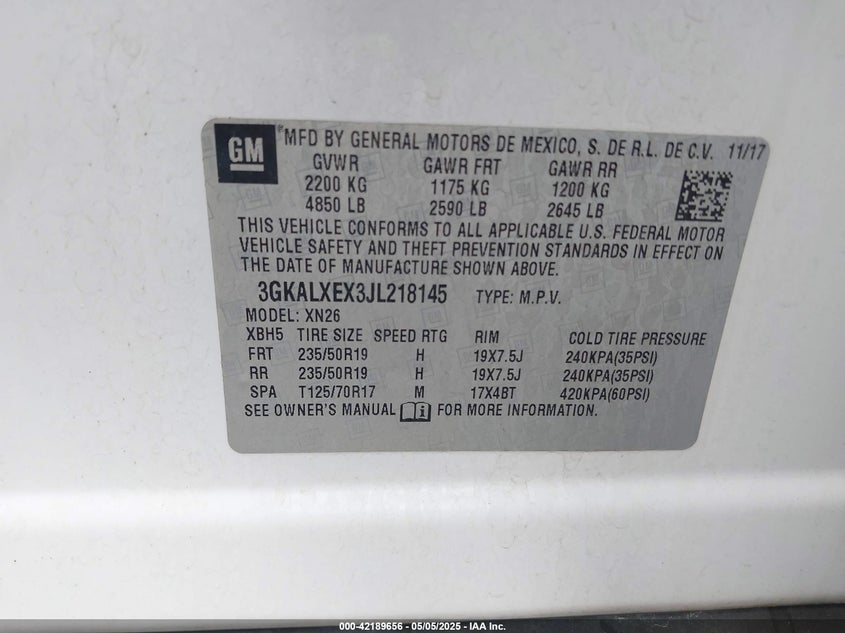 GM
® MFD BY GENERAL MOTORS DE MEXICO, S. DE R.L. DE C.V. 11/17
GVWR GAWR FRT GAWR RR
2200 KG 1175 KG 1200 KG
4850 LB 2590 LB 2645 LB
THIS VEHICLE CONFORMS TO ALL APPLICABLE U.S. FEDERAL MOTOR
VEHICLE SAFETY AND THEFT PREVENTION STANDARDS IN EFFECT ON
THE DATE OF MANUFACTURE SHOWN ABOVE.
3GKALXEX3JL218145 TYPE: M.P.V.
MODEL: XN26
XBH5 TIRE SIZE SPEED RTG RIM COLD TIRE PRESSURE
FRT 235/50R19 H 19X7.5J 240KPA(35PSI)
RR 235/50R19 H 19X7.5J 240KPA(35PSI)
SPA T125/70R17 M 17X4BT 420KPA(60PSI)
SEE OWNER'S MANUAL FOR MORE INFORMATION.
000-42189656 - 05/05/2025 - IAA Inc.